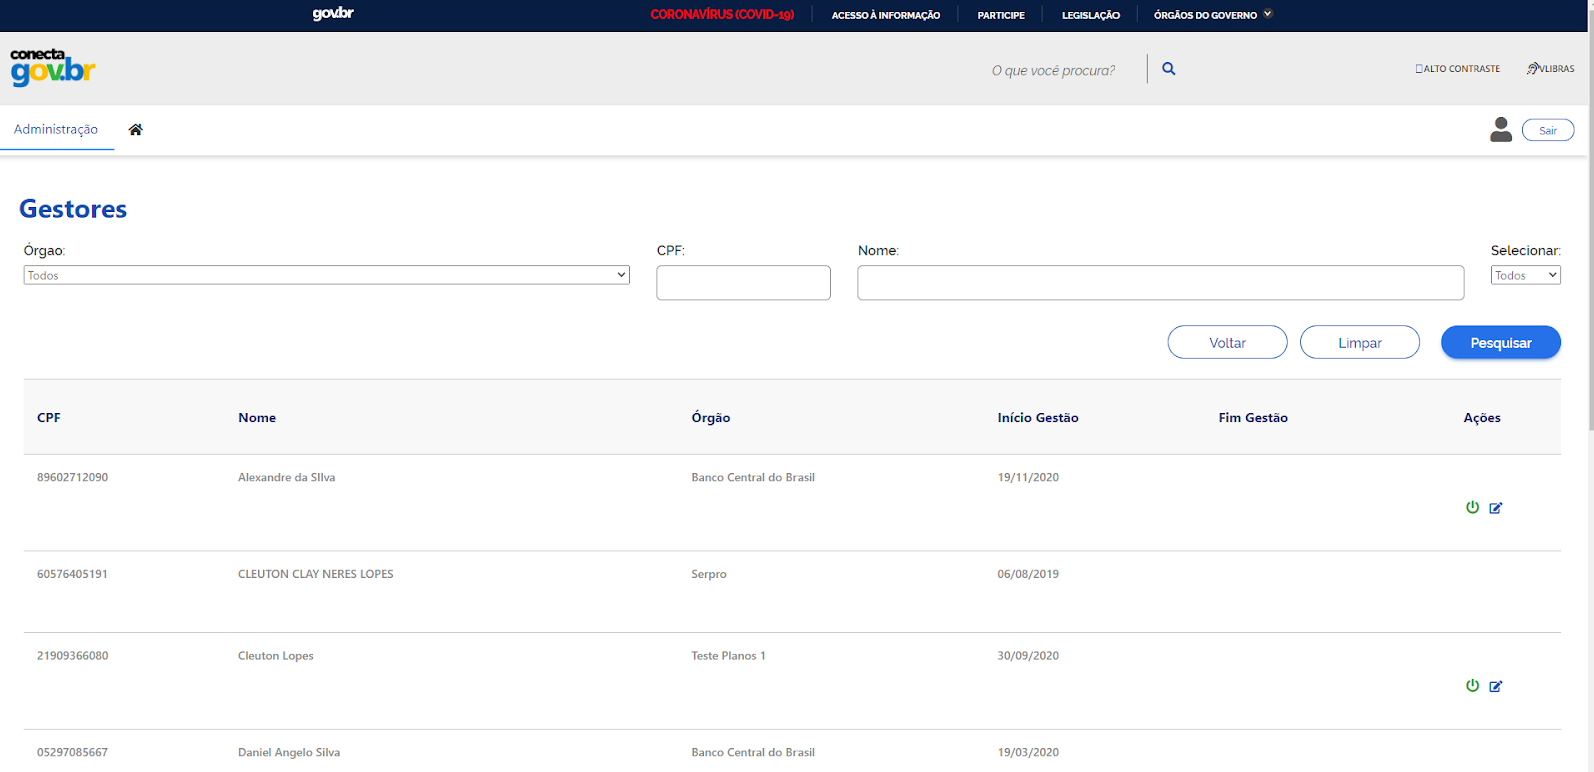 gov.br CORONAVÍRUS (COVID-19) ACESSO À INFORMAÇÃO PARTICIPE LEGISLAÇÃO ÓRGÃOS DO GOVERNO
conecta
gov.br
O que você procura? ALTO CONTRASTE VLIBRAS
Administração Sair
Gestores
Órgao: CPF: Nome: Selecionar:
Todos Todos
Voltar Limpar Pesquisar
CPF Nome Órgão Início Gestão Fim Gestão Ações
89602712090 Alexandre da SIlva Banco Central do Brasil 19/11/2020
60576405191 CLEUTON CLAY NERES LOPES Serpro 06/08/2019
21909366080 Cleuton Lopes Teste Planos 1 30/09/2020
05297085667 Daniel Angelo Silva Banco Central do Brasil 19/03/2020